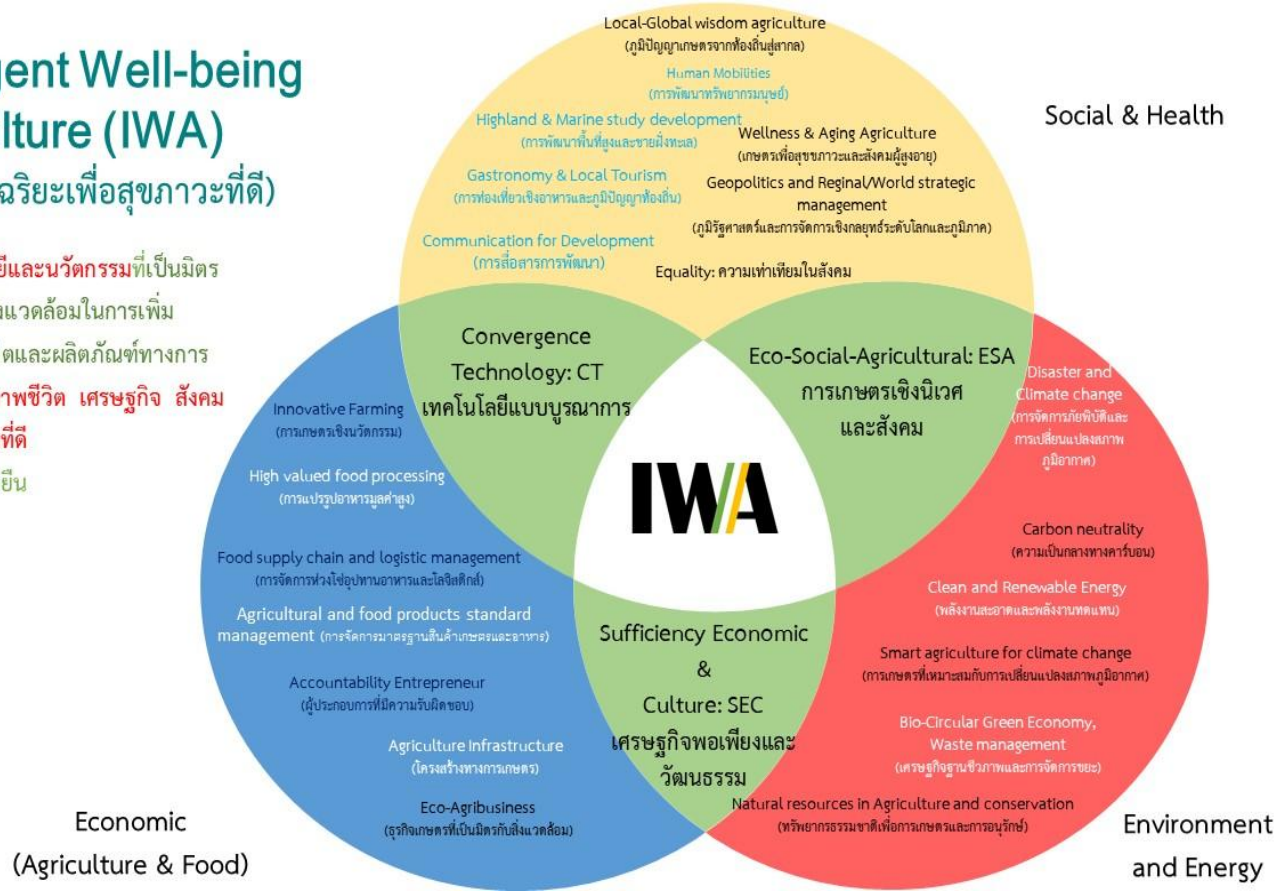 gent Well-being
lture (IWA)
ฉริยะเพื่อสุขภาวะที่ดี)
ยีและนวัตกรรมที่เป็นมิตร
งแวดล้อมในการเพิ่ม
ตและผลิตภัณฑ์ทางการ
าพชีวิต เศรษฐกิจ สังคม
ที่ดี
ยืน
Local-Global wisdom agriculture
(ภูมิปัญญาเกษตรจากท้องถิ่นสู่สากล)
Human Mobilities
(การพัฒนาทรัพยากรมนุษย์)
Highland & Marine study development
(การพัฒนาพื้นที่สูงและชายฝั่งทะเล)
Wellness & Aging Agriculture
(เกษตรเพื่อสุขภาวะและสังคมผู้สูงอายุ)
Gastronomy & Local Tourism
(การท่องเที่ยวเชิงอาหารและภูมิปัญญาท้องถิ่น)
Geopolitics and Reginal/World strategic
management
(ภูมิรัฐศาสตร์และการจัดการเชิงกลยุทธ์ระดับโลกและภูมิภาค)
Communication for Development
(การสื่อสารการพัฒนา)
Equality: ความเท่าเทียมในสังคม
Social & Health
Convergence
Technology: CT
เทคโนโลยีแบบบูรณาการ
Eco-Social-Agricultural: ESA
การเกษตรเชิงนิเวศ
และสังคม
IWA
Sufficiency Economic
&
Culture: SEC
เศรษฐกิจพอเพียงและ
วัฒนธรรม
Innovative Farming
(การเกษตรเชิงนวัตกรรม)
High valued food processing
(การแปรรูปอาหารมูลค่าสูง)
Food supply chain and logistic management
(การจัดการห่วงโซ่อุปทานอาหารและโลจิสติกส์)
Agricultural and food products standard
management (การจัดการมาตรฐานสินค้าเกษตรและอาหาร)
Accountability Entrepreneur
(ผู้ประกอบการที่มีความรับผิดชอบ)
Agriculture Infrastructure
(โครงสร้างทางการเกษตร)
Eco-Agribusiness
(ธุรกิจเกษตรที่เป็นมิตรกับสิ่งแวดล้อม)
Economic
(Agriculture & Food)
Disaster and
Climate change
(การจัดการภัยพิบัติและ
การเปลี่ยนแปลงสภาพ
ภูมิอากาศ)
Carbon neutrality
(ความเป็นกลางทางคาร์บอน)
Clean and Renewable Energy
(พลังงานสะอาดและพลังงานทดแทน)
Smart agriculture for climate change
(การเกษตรที่เหมาะสมกับการเปลี่ยนแปลงสภาพภูมิอากาศ)
Bio-Circular Green Economy,
Waste management
(เศรษฐกิจฐานชีวภาพและการจัดการขยะ)
Natural resources in Agriculture and conservation
(ทรัพยากรธรรมชาติเพื่อการเกษตรและการอนุรักษ์)
Environment
and Energy